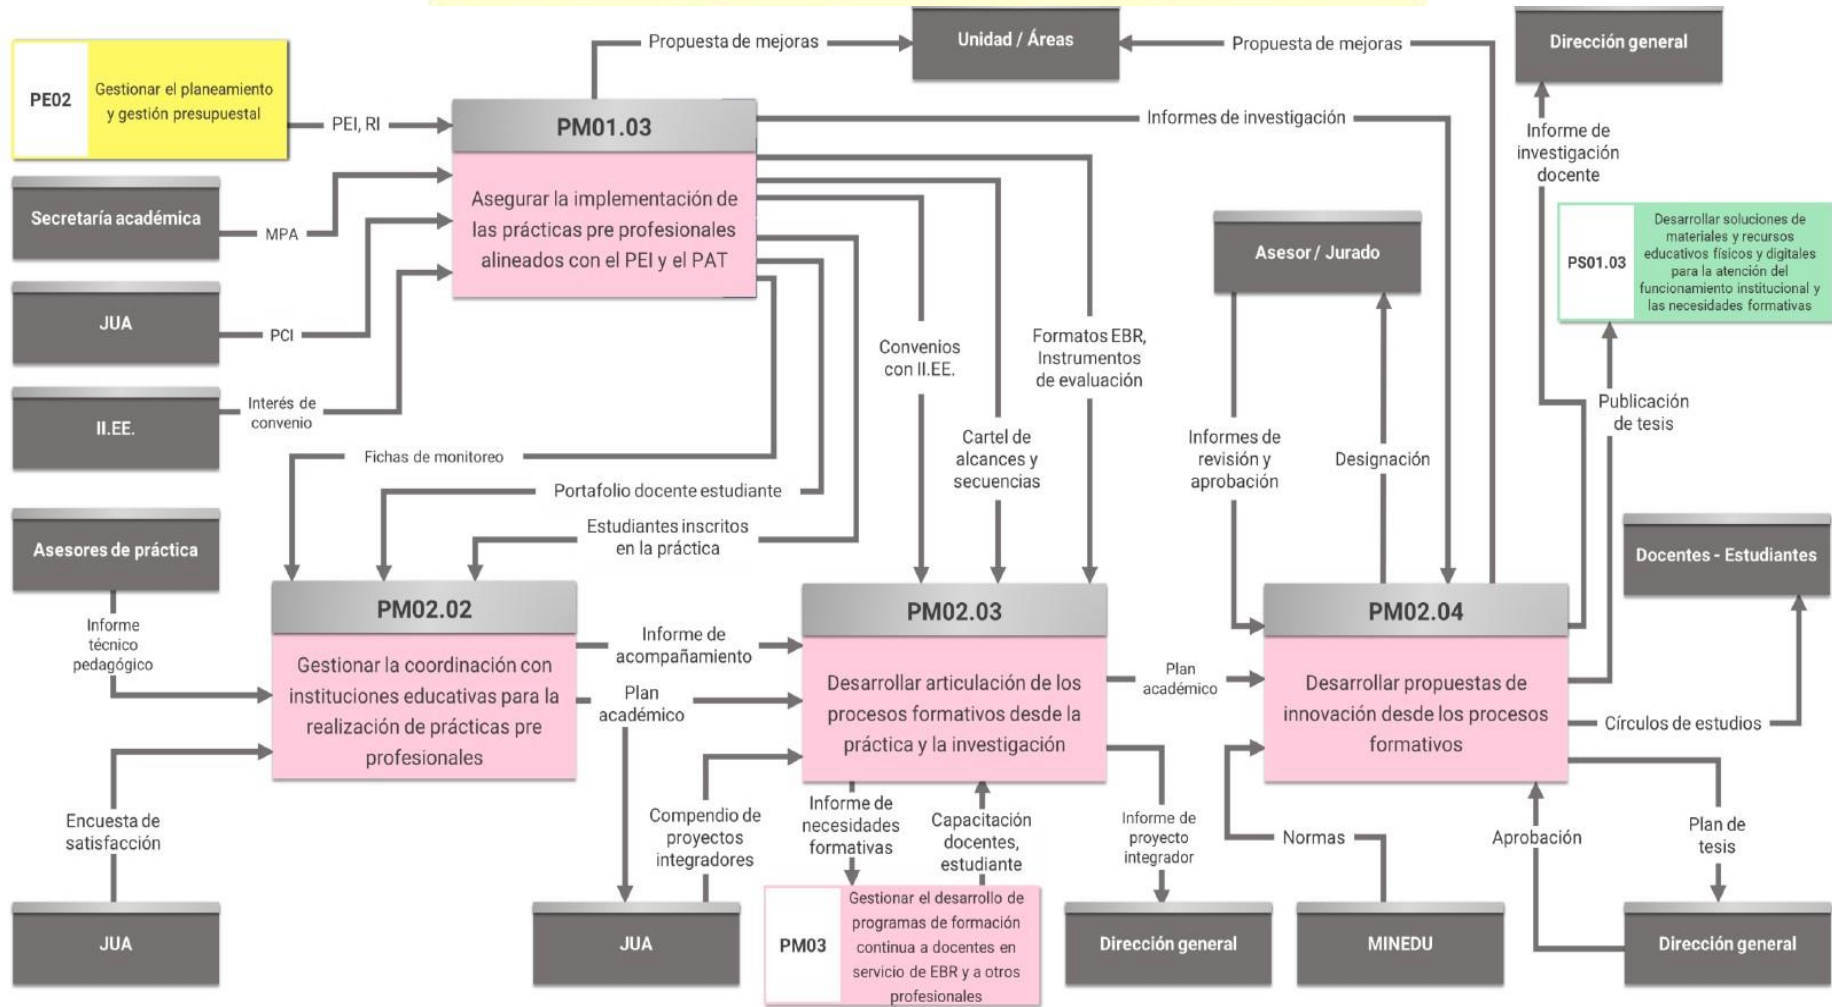 Propuesta de mejoras
Unidad / Áreas
Propuesta de mejoras
Dirección general
PE02
Gestionar el planeamiento
y gestión presupuestal
PEI, RI
PM01.03
Asegurar la implementación de
las prácticas pre profesionales
alineados con el PEI y el PAT
Informes de investigación
Informe de
investigación
docente
Secretaría académica
MPA
JUA
PCI
II.EE.
Interés de
convenio
Asesor / Jurado
PS01.03
Desarrollar soluciones de
materiales y recursos
educativos físicos y digitales
para la atención del
funcionamiento institucional y
las necesidades formativas
Convenios
con II.EE.
Formatos EBR,
Instrumentos
de evaluación
Cartel de
alcances y
secuencias
Informes de
revisión y
aprobación
Designación
Publicación
de tesis
Fichas de monitoreo
Portafolio docente estudiante
Estudiantes inscritos
en la práctica
Asesores de práctica
Docentes - Estudiantes
Informe
técnico
pedagógico
PM02.02
Gestionar la coordinación con
instituciones educativas para la
realización de prácticas pre
profesionales
Informe de
acompañamiento
Plan
académico
PM02.03
Desarrollar articulación de los
procesos formativos desde la
práctica y la investigación
Plan
académico
PM02.04
Desarrollar propuestas de
innovación desde los procesos
formativos
Círculos de estudios
Encuesta de
satisfacción
Compendio de
proyectos
integradores
Informe de
necesidades
formativas
Capacitación
docentes,
estudiante
Informe de
proyecto
integrador
Normas
Aprobación
Plan de
tesis
JUA
JUA
PM03
Gestionar el desarrollo de
programas de formación
continua a docentes en
servicio de EBR y a otros
profesionales
Dirección general
MINEDU
Dirección general